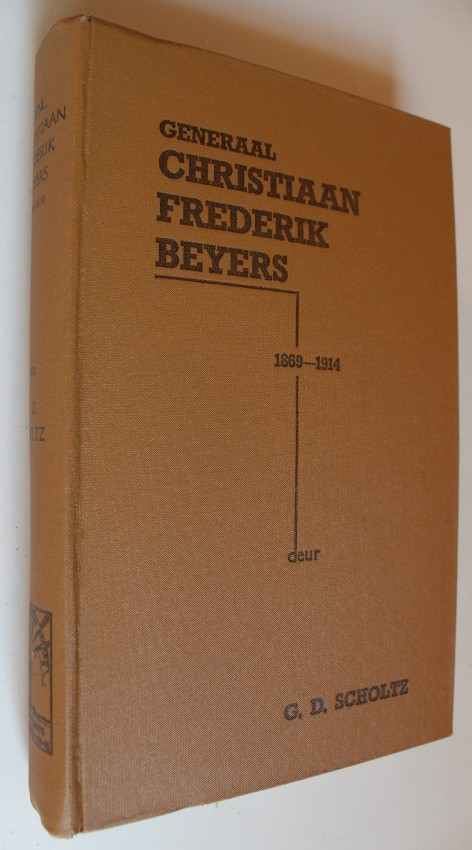 GENERAAL
CHRISTIAAN
FREDERIK
BEYERS
1869—1914
deur
G. D. SCHOLTZ